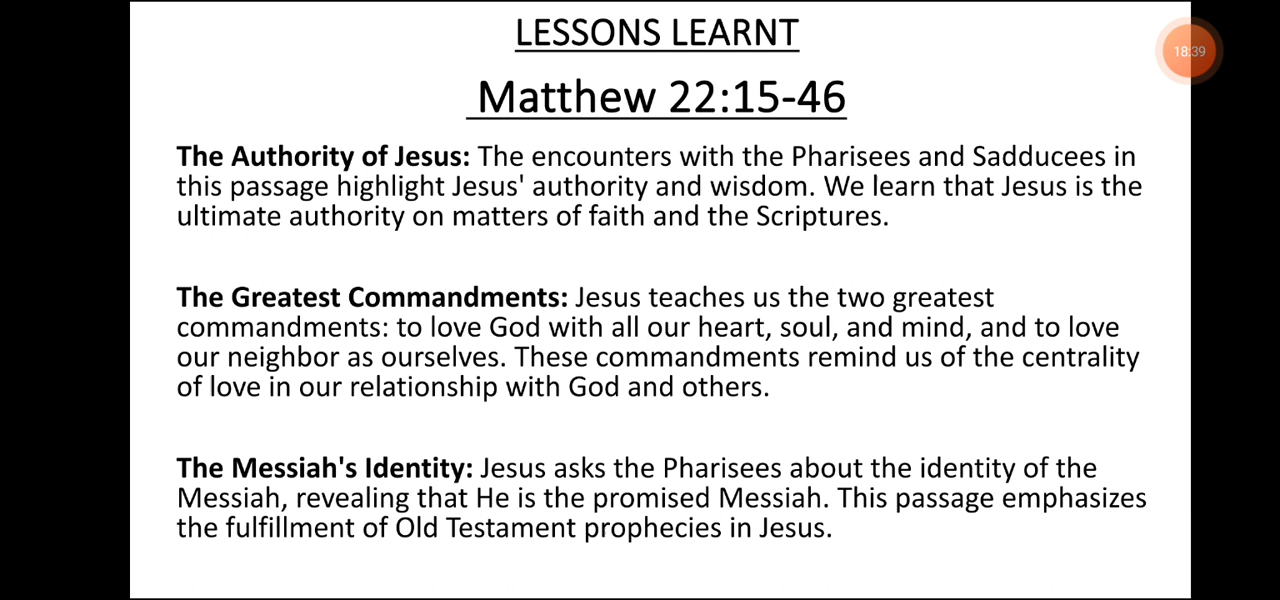 LESSONS LEARNT
18:39
Matthew 22:15-46
The Authority of Jesus: The encounters with the Pharisees and Sadducees in
this passage highlight Jesus' authority and wisdom. We learn that Jesus is the
ultimate authority on matters of faith and the Scriptures.
The Greatest Commandments: Jesus teaches us the two greatest
commandments: to love God with all our heart, soul, and mind, and to love
our neighbor as ourselves. These commandments remind us of the centrality
of love in our relationship with God and others.
The Messiah's Identity: Jesus asks the Pharisees about the identity of the
Messiah, revealing that He is the promised Messiah. This passage emphasizes
the fulfillment of Old Testament prophecies in Jesus.